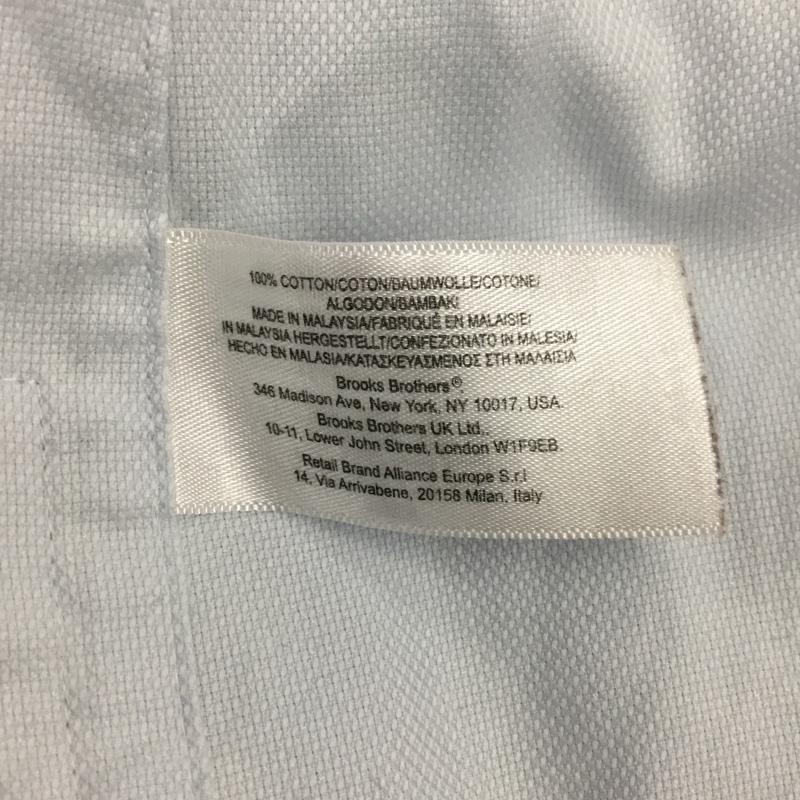 100% COTTON/COTON/BAUMWOLLE/COTONE/
ALGODON/BAMBAKI
MADE IN MALAYSIA/FABRIQUÉ EN MALAISIE/
IN MALAYSIA HERGESTELLT/CONFEZIONATO IN MALESIA/
HECHO EN MALASIA/ΚΑΤΑΣΚΕΥΑΣΜΕΝΟΣ ΣΤΗ ΜΑΛΑΙΣΙΑ
Brooks Brothers®
346 Madison Ave, New York, NY 10017, USA.
Brooks Brothers UK Ltd.,
10-11, Lower John Street, London W1F9EB.
Retail Brand Alliance Europe S.r.l
14, Via Arrivabene, 20158 Milan, Italy